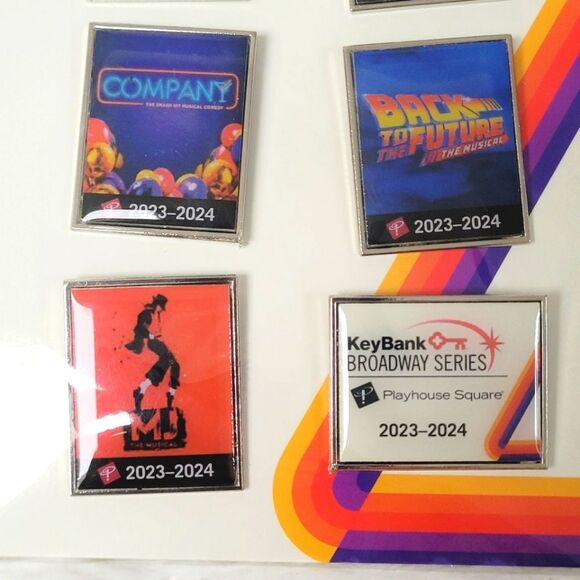 COMPANY
THE SMASH HIT MUSICAL COMEDY
2023–2024
BACK
TO
THE FUTURE
THE MUSICAL
2023–2024
MJ
THE MUSICAL
2023–2024
KeyBank
BROADWAY SERIES
Playhouse Square
2023–2024